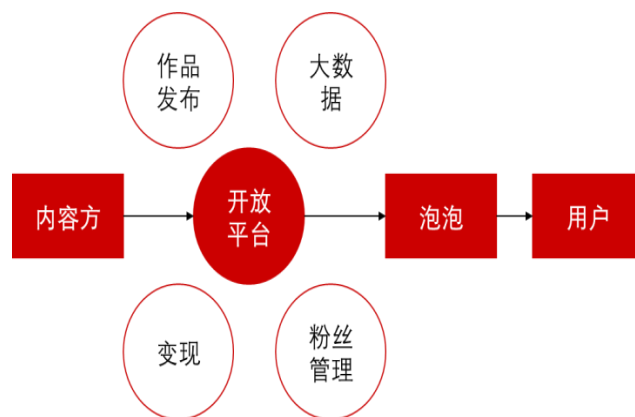 作品
发布
大数
据
内容方
开放
平台
泡泡
用户
变现
粉丝
管理